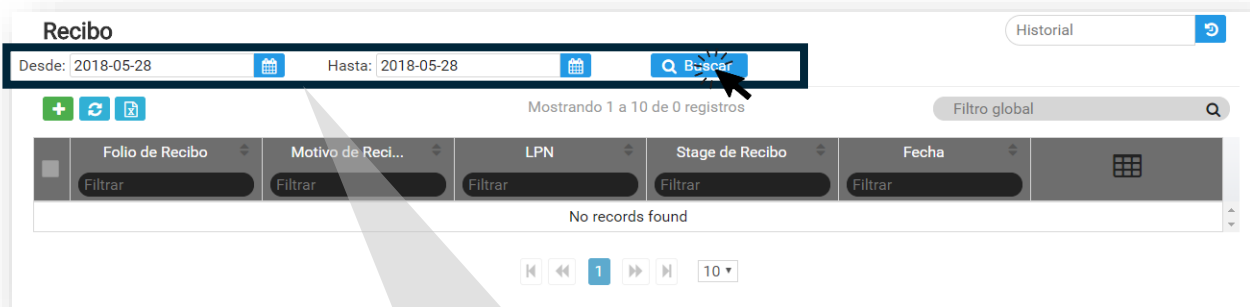 Recibo
Historial
Desde: 2018-05-28 Hasta: 2018-05-28 Buscar
Mostrando 1 a 10 de 0 registros
Filtro global
Folio de Recibo Motivo de Reci... LPN Stage de Recibo Fecha
Filtrar Filtrar Filtrar Filtrar Filtrar
No records found
1 10